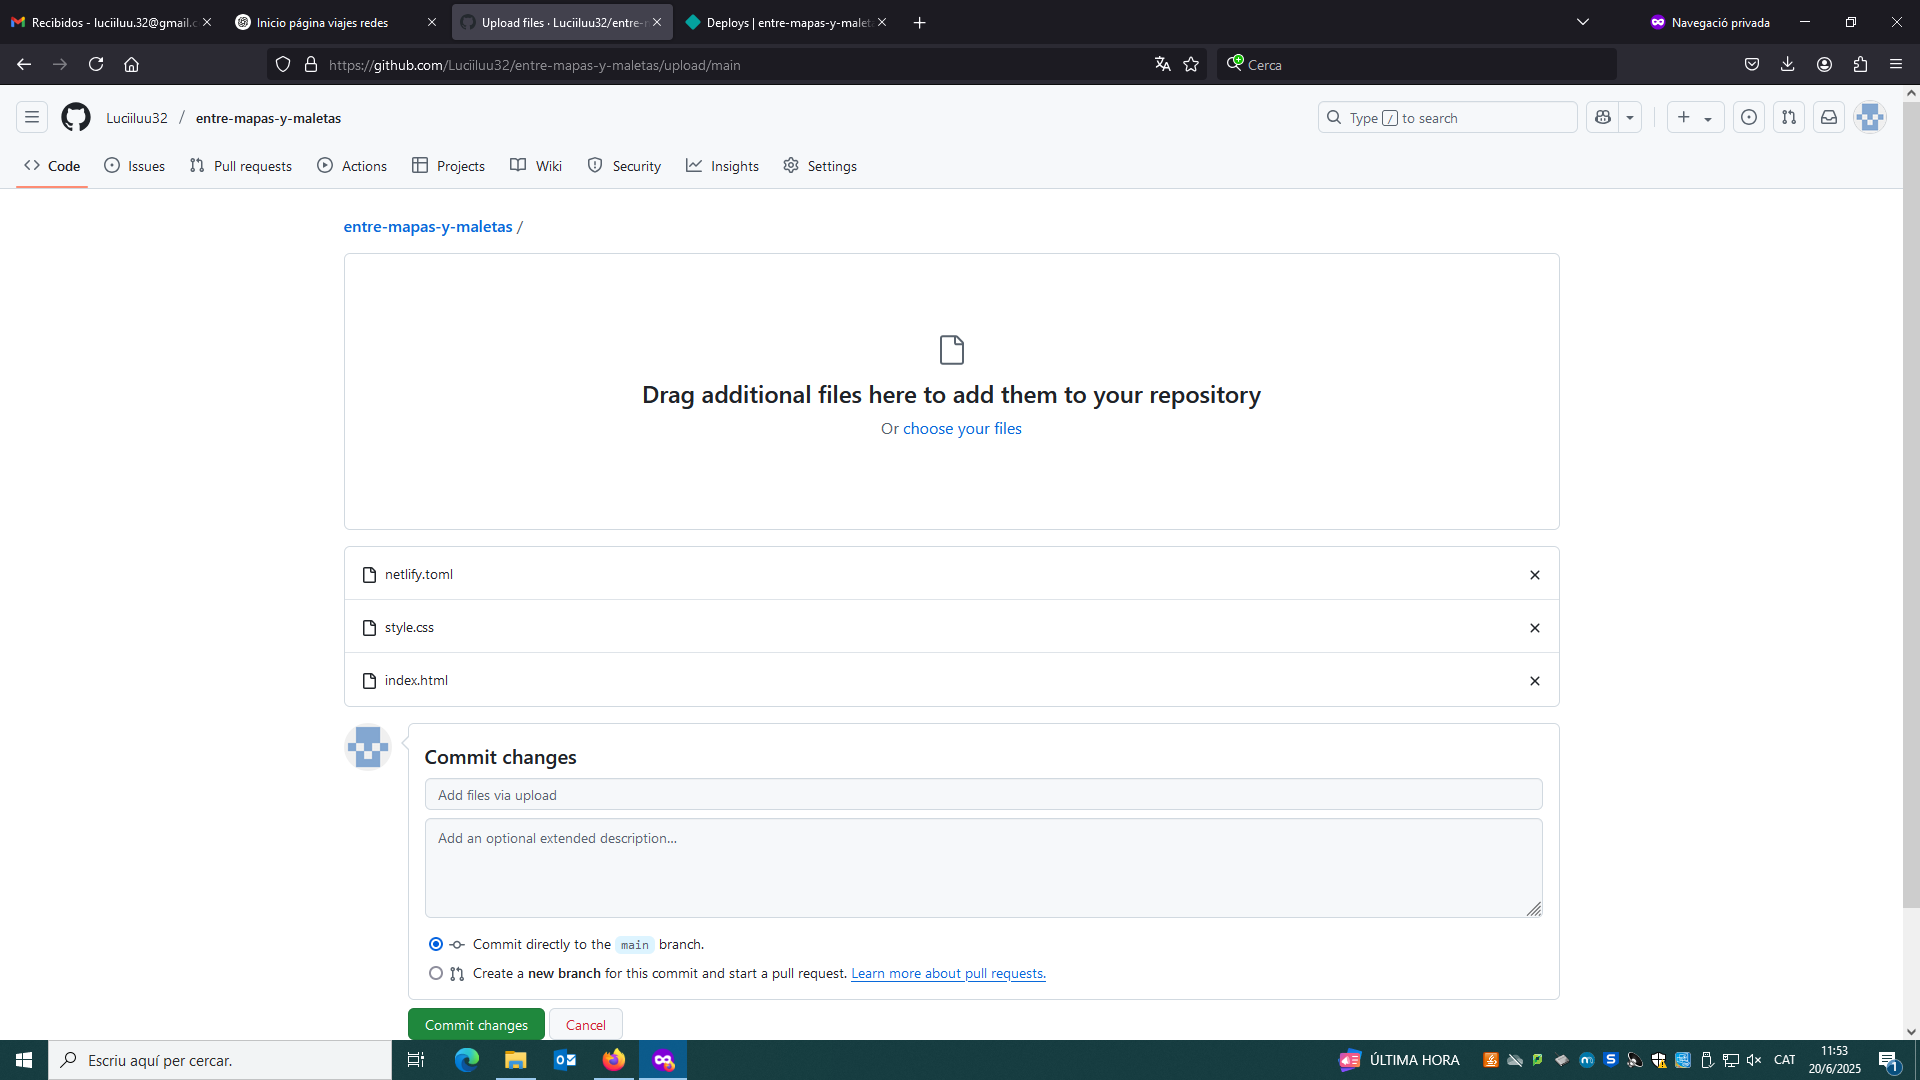 Recibidos - luciiluu.32@gmail.c
Inicio página viajes redes
Upload files · Luciiluu32/entre-r
Deploys | entre-mapas-y-malet
Navegació privada
https://github.com/Luciiluu32/entre-mapas-y-maletas/upload/main
Cerca
Luciiluu32 / entre-mapas-y-maletas
Type / to search
Code
Issues
Pull requests
Actions
Projects
Wiki
Security
Insights
Settings
entre-mapas-y-maletas /
Drag additional files here to add them to your repository
Or choose your files
netlify.toml
style.css
index.html
Commit changes
Add files via upload
Add an optional extended description...
Commit directly to the main branch.
Create a new branch for this commit and start a pull request. Learn more about pull requests.
Commit changes
Cancel
Escriu aquí per cercar.
ÚLTIMA HORA
CAT
11:53
20/6/2025
1